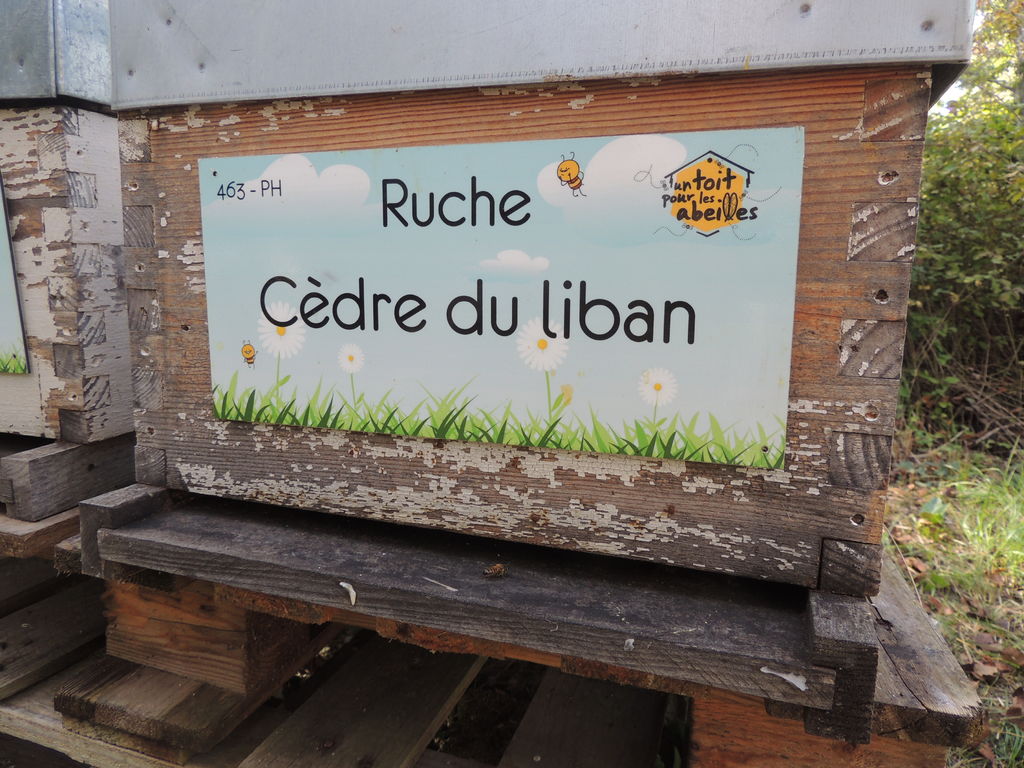 463 - PH
Ruche
un toit
pour les
abeilles
Cèdre du liban